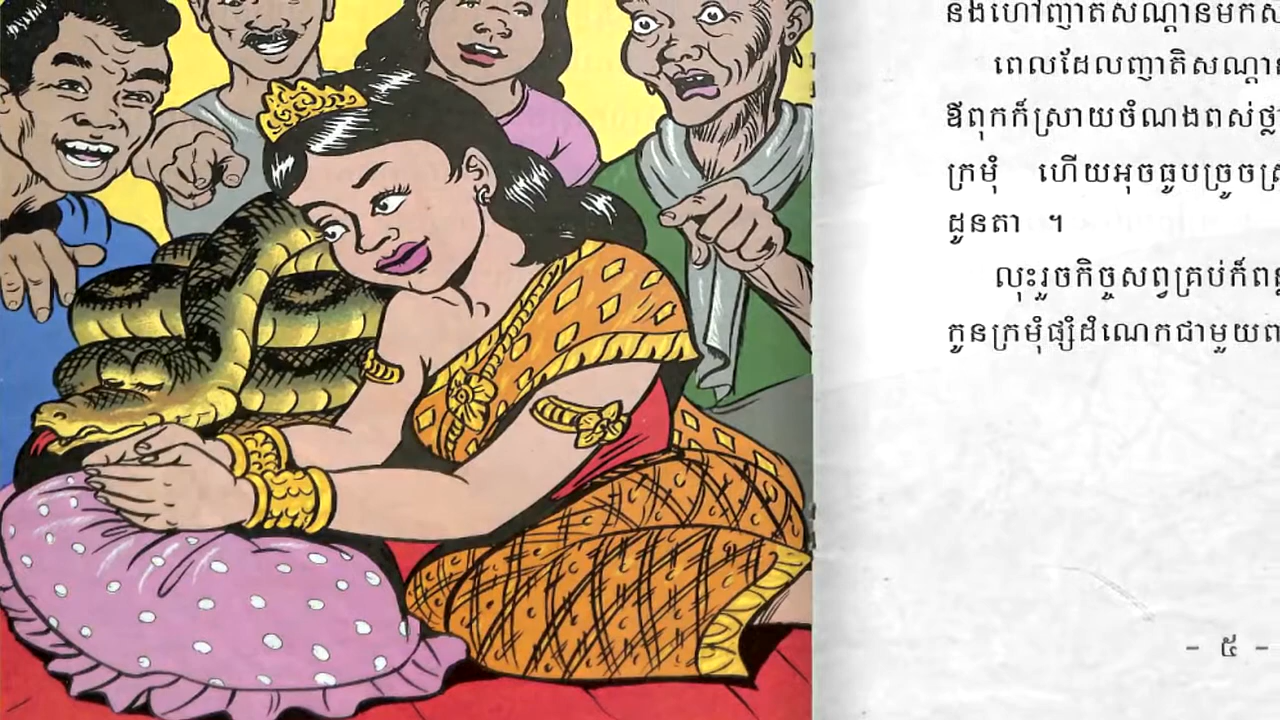 នឹងហៅញាតិសណ្ដានមកស
ពេលដែលញាតិសណ្ដាន
ឪពុកក៏ស្រាយចំណងពស់ថ្លា
ក្រមុំ ហើយអុចធូបច្រូចស្រ
ដូនតា ។
លុះរួចកិច្ចសព្វគ្រប់ក៏ពន្
កូនក្រមុំផ្សំដំណេកជាមួយព
- ៥ -